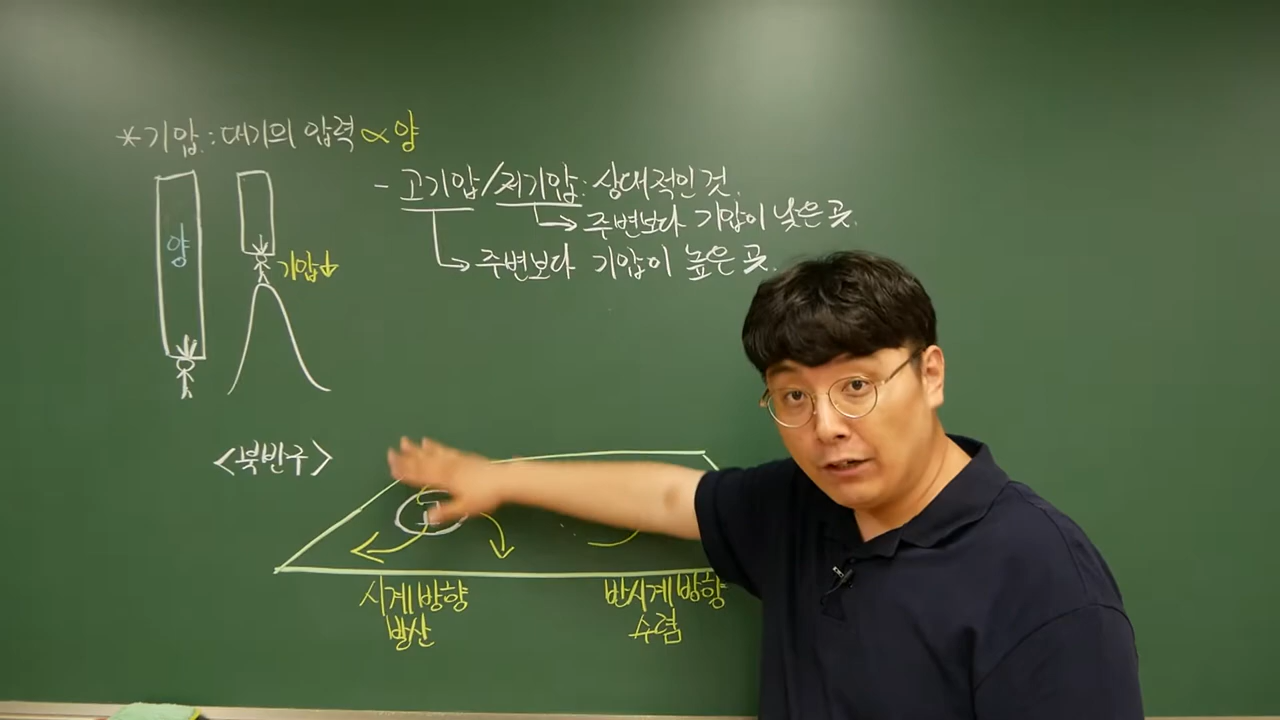 *기압 : 대기의 압력 ∝ 양
- 고기압/저기압 : 상대적인 것.
→ 주변보다 기압이 낮은 곳.
→ 주변보다 기압이 높은 곳.
양
기압↓
<북반구>
고
시계방향
발산
반시계방향
수렴